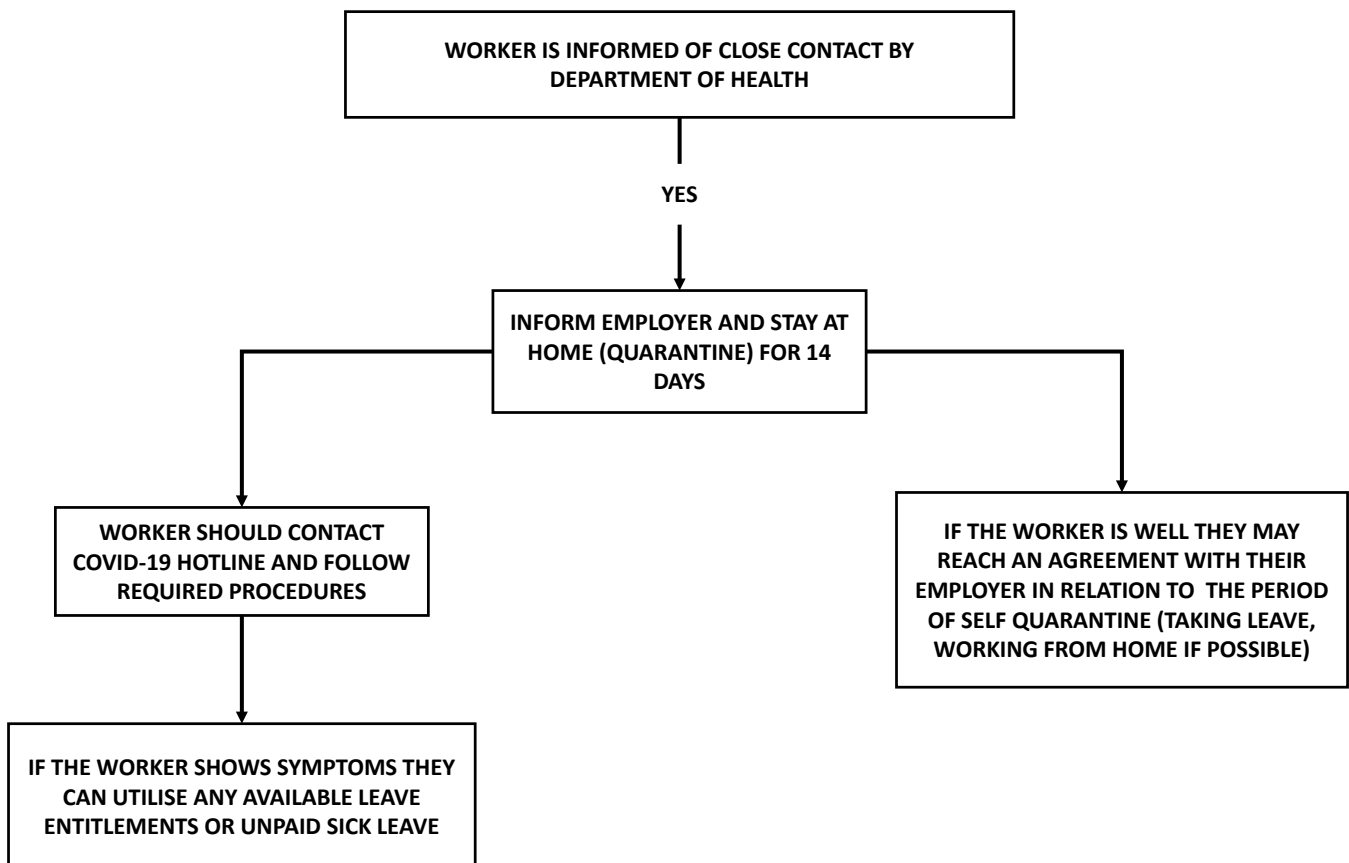 WORKER IS INFORMED OF CLOSE CONTACT BY
DEPARTMENT OF HEALTH
YES
INFORM EMPLOYER AND STAY AT
HOME (QUARANTINE) FOR 14
DAYS
WORKER SHOULD CONTACT
COVID-19 HOTLINE AND FOLLOW
REQUIRED PROCEDURES
IF THE WORKER SHOWS SYMPTOMS THEY
CAN UTILISE ANY AVAILABLE LEAVE
ENTITLEMENTS OR UNPAID SICK LEAVE
IF THE WORKER IS WELL THEY MAY
REACH AN AGREEMENT WITH THEIR
EMPLOYER IN RELATION TO THE PERIOD
OF SELF QUARANTINE (TAKING LEAVE,
WORKING FROM HOME IF POSSIBLE)